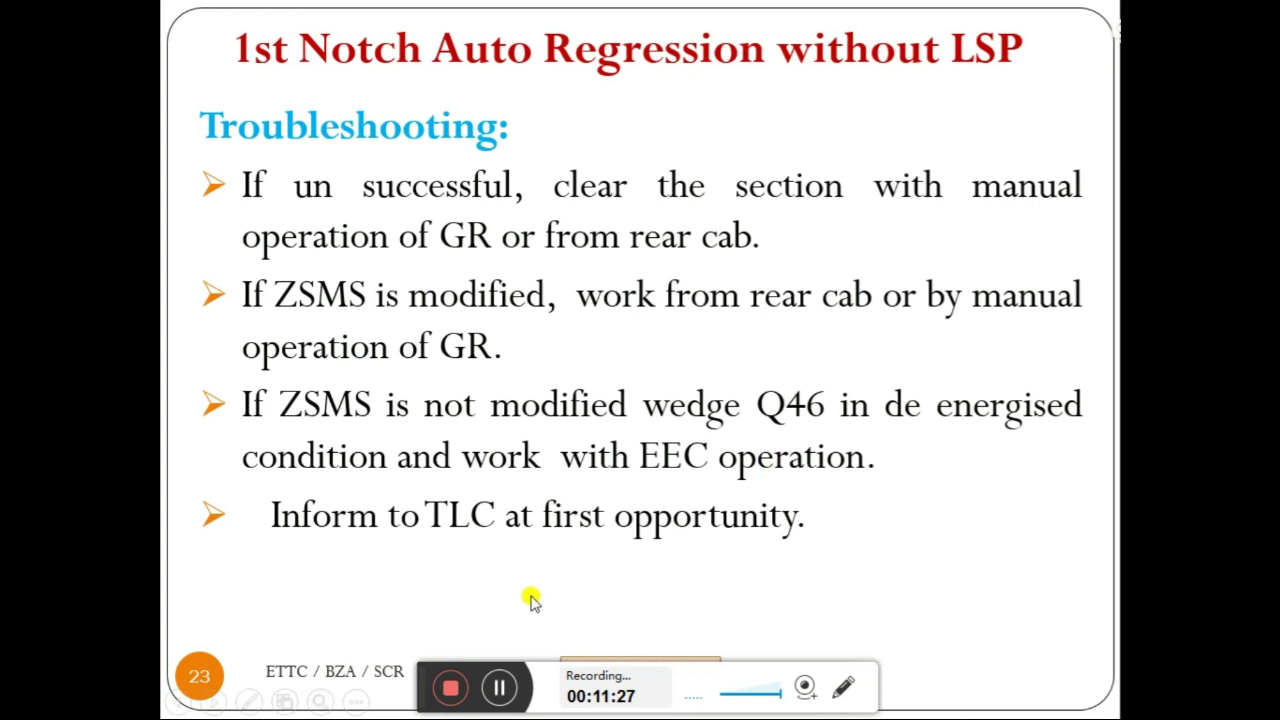 1st Notch Auto Regression without LSP
Troubleshooting:
If un successful, clear the section with manual
operation of GR or from rear cab.
If ZSMS is modified, work from rear cab or by manual
operation of GR.
If ZSMS is not modified wedge Q46 in de energised
condition and work with EEC operation.
Inform to TLC at first opportunity.
23
ETTC / BZA / SCR
Recording...
00:11:27